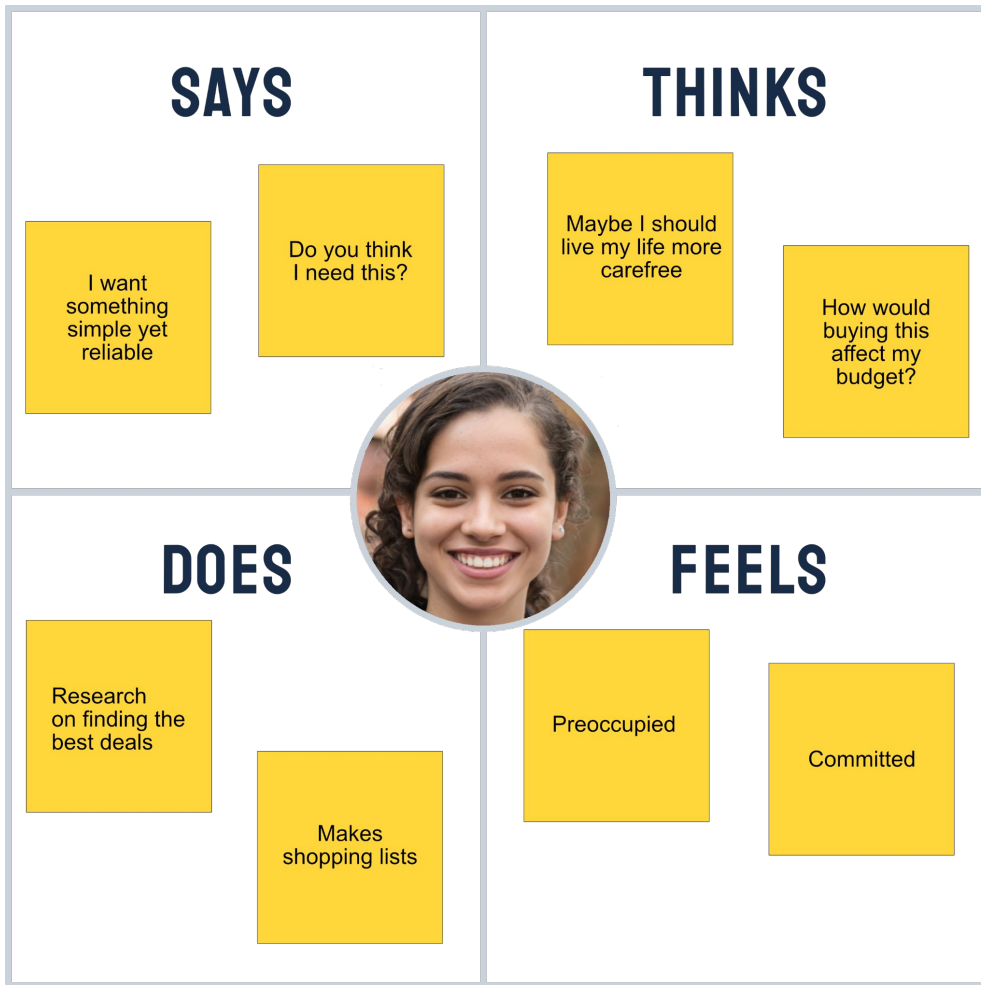 SAYS
I want
something
simple yet
reliable
Do you think
I need this?
THINKS
Maybe I should
live my life more
carefree
How would
buying this
affect my
budget?
DOES
Research
on finding the
best deals
Makes
shopping lists
FEELS
Preoccupied
Committed